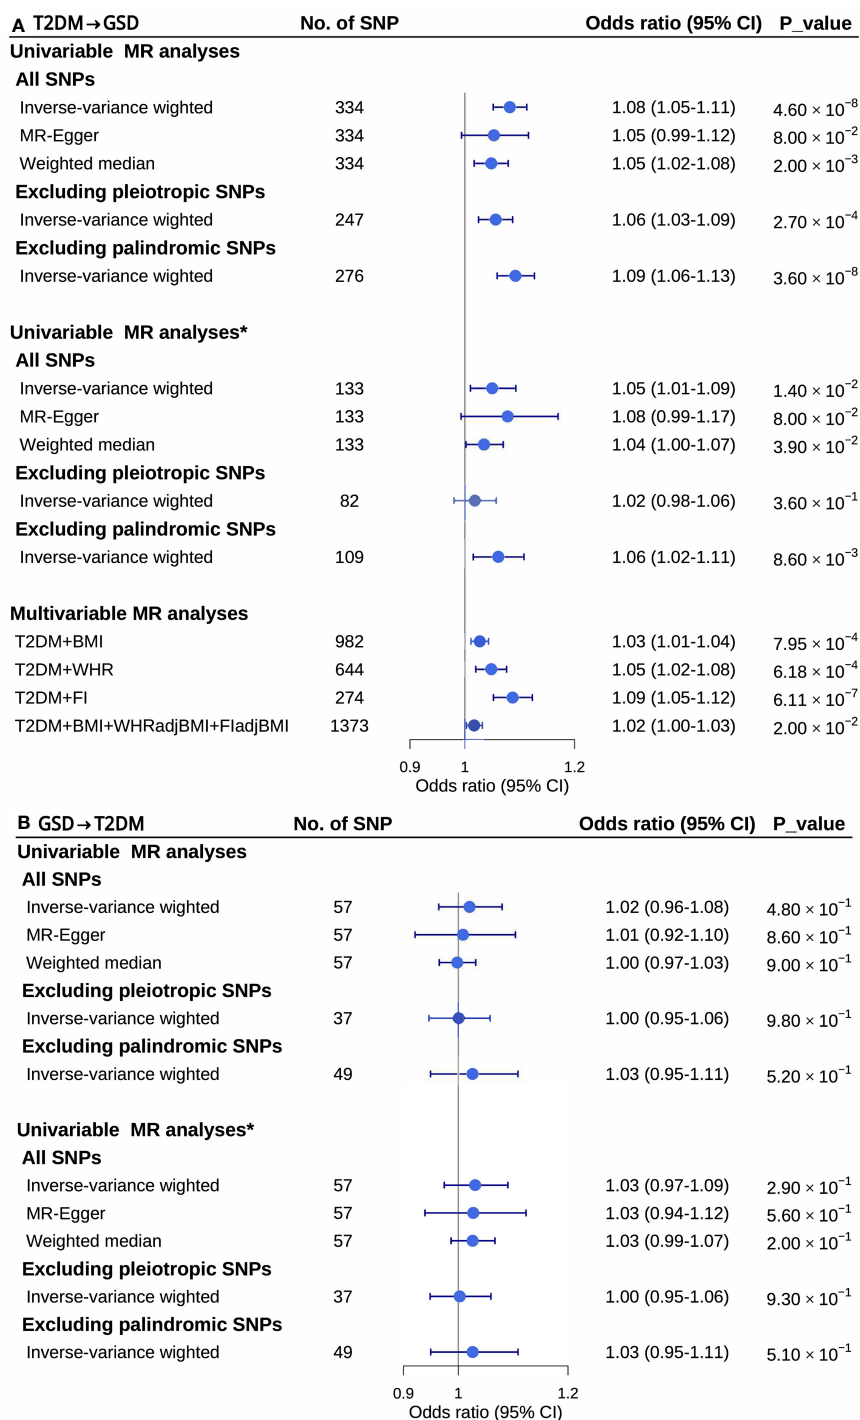 A T2DM→GSD No. of SNP Odds ratio (95% CI) P_value
Univariable MR analyses
All SNPs
Inverse-variance wighted 334 1.08 (1.05-1.11) 4.60 × 10⁻⁸
MR-Egger 334 1.05 (0.99-1.12) 8.00 × 10⁻²
Weighted median 334 1.05 (1.02-1.08) 2.00 × 10⁻³
Excluding pleiotropic SNPs
Inverse-variance wighted 247 1.06 (1.03-1.09) 2.70 × 10⁻⁴
Excluding palindromic SNPs
Inverse-variance wighted 276 1.09 (1.06-1.13) 3.60 × 10⁻⁸
Univariable MR analyses*
All SNPs
Inverse-variance wighted 133 1.05 (1.01-1.09) 1.40 × 10⁻²
MR-Egger 133 1.08 (0.99-1.17) 8.00 × 10⁻²
Weighted median 133 1.04 (1.00-1.07) 3.90 × 10⁻²
Excluding pleiotropic SNPs
Inverse-variance wighted 82 1.02 (0.98-1.06) 3.60 × 10⁻¹
Excluding palindromic SNPs
Inverse-variance wighted 109 1.06 (1.02-1.11) 8.60 × 10⁻³
Multivariable MR analyses
T2DM+BMI 982 1.03 (1.01-1.04) 7.95 × 10⁻⁴
T2DM+WHR 644 1.05 (1.02-1.08) 6.18 × 10⁻⁴
T2DM+FI 274 1.09 (1.05-1.12) 6.11 × 10⁻⁷
T2DM+BMI+WHRadjBMI+FIadjBMI 1373 1.02 (1.00-1.03) 2.00 × 10⁻²
0.9 1 1.2
Odds ratio (95% CI)
B GSD→T2DM No. of SNP Odds ratio (95% CI) P_value
Univariable MR analyses
All SNPs
Inverse-variance wighted 57 1.02 (0.96-1.08) 4.80 × 10⁻¹
MR-Egger 57 1.01 (0.92-1.10) 8.60 × 10⁻¹
Weighted median 57 1.00 (0.97-1.03) 9.00 × 10⁻¹
Excluding pleiotropic SNPs
Inverse-variance wighted 37 1.00 (0.95-1.06) 9.80 × 10⁻¹
Excluding palindromic SNPs
Inverse-variance wighted 49 1.03 (0.95-1.11) 5.20 × 10⁻¹
Univariable MR analyses*
All SNPs
Inverse-variance wighted 57 1.03 (0.97-1.09) 2.90 × 10⁻¹
MR-Egger 57 1.03 (0.94-1.12) 5.60 × 10⁻¹
Weighted median 57 1.03 (0.99-1.07) 2.00 × 10⁻¹
Excluding pleiotropic SNPs
Inverse-variance wighted 37 1.00 (0.95-1.06) 9.30 × 10⁻¹
Excluding palindromic SNPs
Inverse-variance wighted 49 1.03 (0.95-1.11) 5.10 × 10⁻¹
0.9 1 1.2
Odds ratio (95% CI)